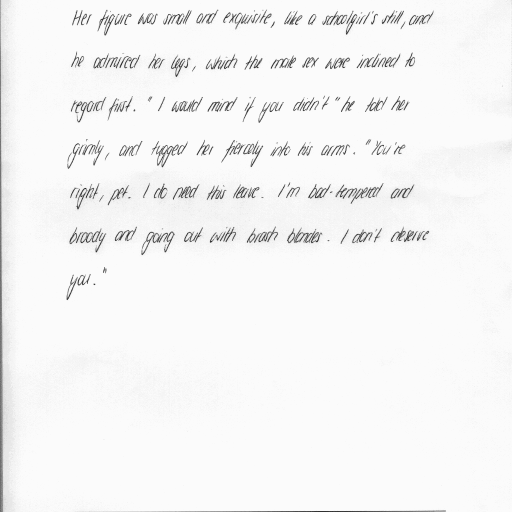 Her figure was small and exquisite, like a schoolgirl's still, and
he admired her legs, which the male sex were inclined to
regard first. "I would mind if you didn't" he told her
grimly, and tugged her fiercely into his arms. "You're
right, pet. I do need this leave. I'm bad-tempered and
broody and going out with brash blondes. I don't deserve
you."